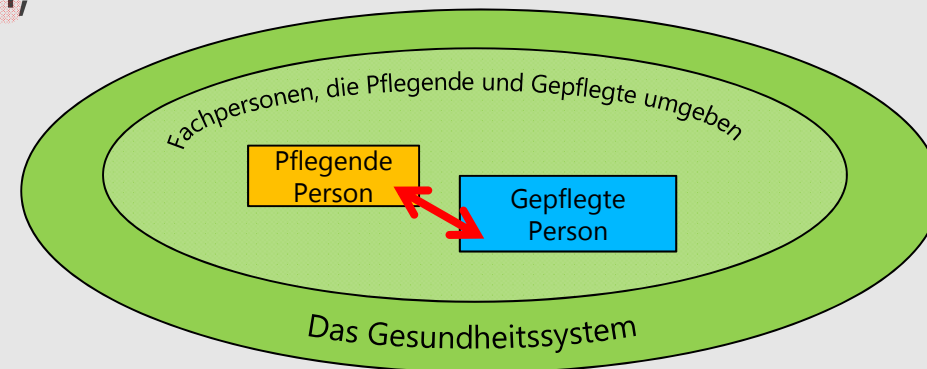 Fachpersonen, die Pflegende und Gepflegte umgeben
Pflegende
Person
Gepflegte
Person
Das Gesundheitssystem